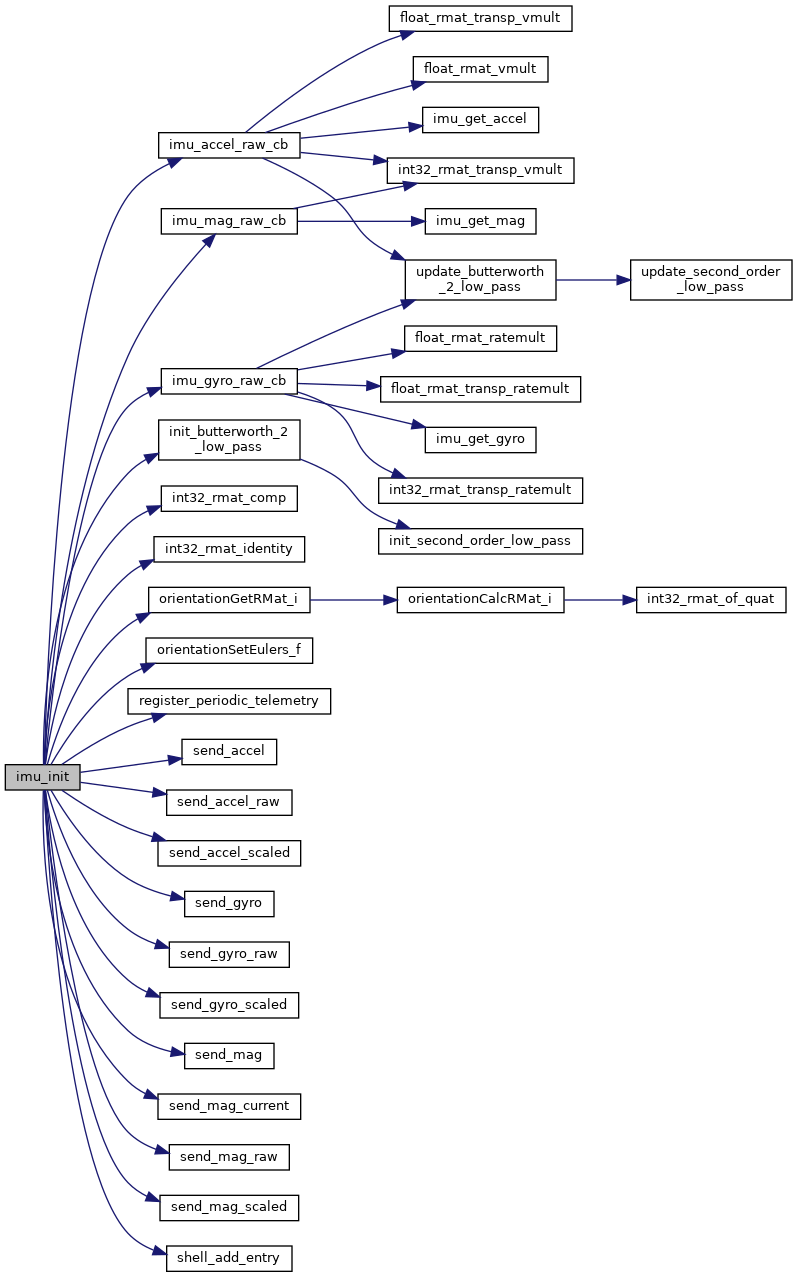 float_rmat_transp_vmult
float_rmat_vmult
imu_get_accel
imu_accel_raw_cb
int32_rmat_transp_vmult
imu_mag_raw_cb
imu_get_mag
update_butterworth
_2_low_pass
update_second_order
_low_pass
float_rmat_ratemult
imu_gyro_raw_cb
float_rmat_transp_ratemult
init_butterworth_2
_low_pass
imu_get_gyro
int32_rmat_comp
int32_rmat_transp_ratemult
init_second_order_low_pass
int32_rmat_identity
orientationGetRMat_i
orientationCalcRMat_i
int32_rmat_of_quat
orientationSetEulers_f
register_periodic_telemetry
send_accel
imu_init
send_accel_raw
send_accel_scaled
send_gyro
send_gyro_raw
send_gyro_scaled
send_mag
send_mag_current
send_mag_raw
send_mag_scaled
shell_add_entry